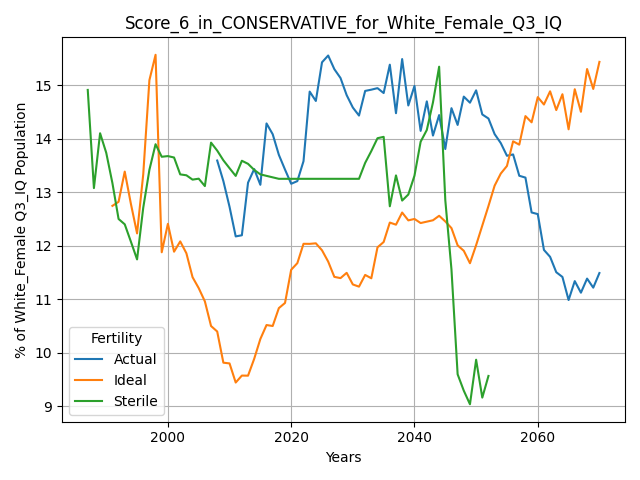 Score_6_in_CONSERVATIVE_for_White_Female_Q3_IQ
% of White_Female Q3_IQ Population
15
14
13
12
11
10
9
Fertility
Actual
Ideal
Sterile
2000
2020
2040
2060
Years